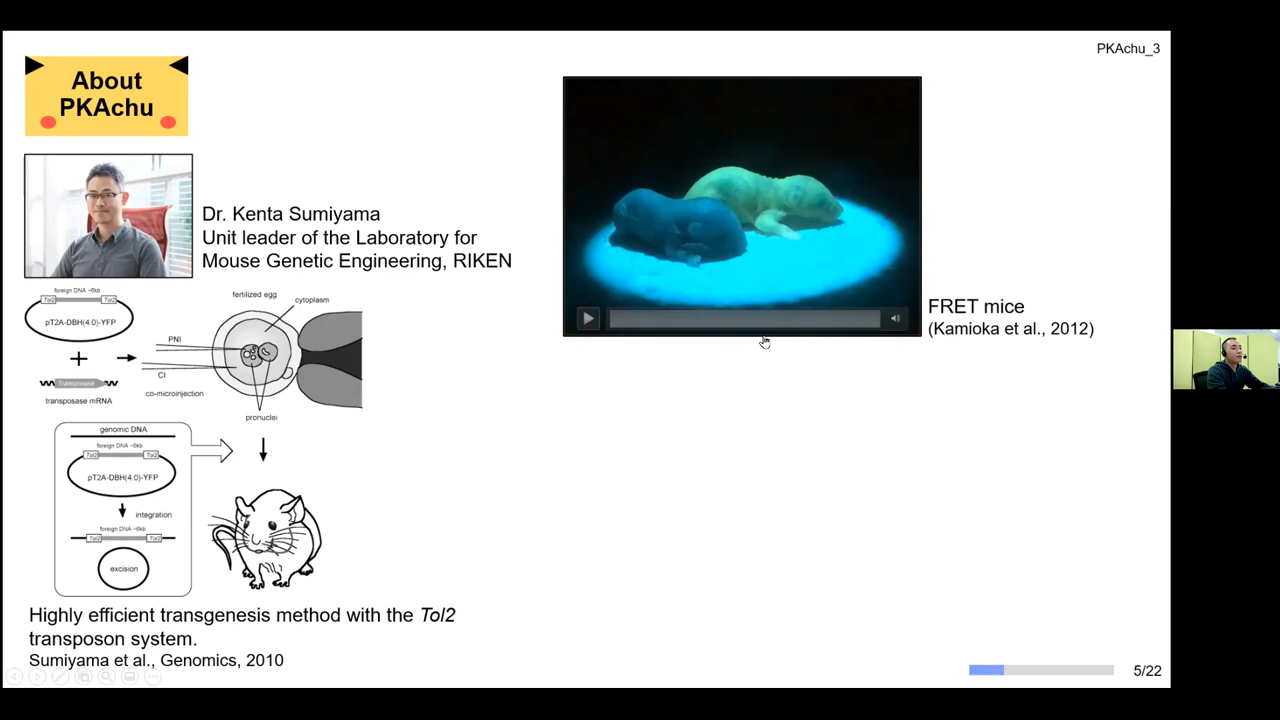 PKAchu_3
About
PKAchu
Dr. Kenta Sumiyama
Unit leader of the Laboratory for
Mouse Genetic Engineering, RIKEN
foreign DNA ~6kb
Tol2
Tol2
pT2A-DBH(4.0)-YFP
Transposase
transposase mRNA
fertilized egg
cytoplasm
PNI
CI
co-microinjection
pronuclei
genomic DNA
foreign DNA ~6kb
Tol2
Tol2
pT2A-DBH(4.0)-YFP
integration
foreign DNA ~6kb
Tol2
Tol2
excision
Highly efficient transgenesis method with the Tol2
transposon system.
Sumiyama et al., Genomics, 2010
FRET mice
(Kamioka et al., 2012)
5/22